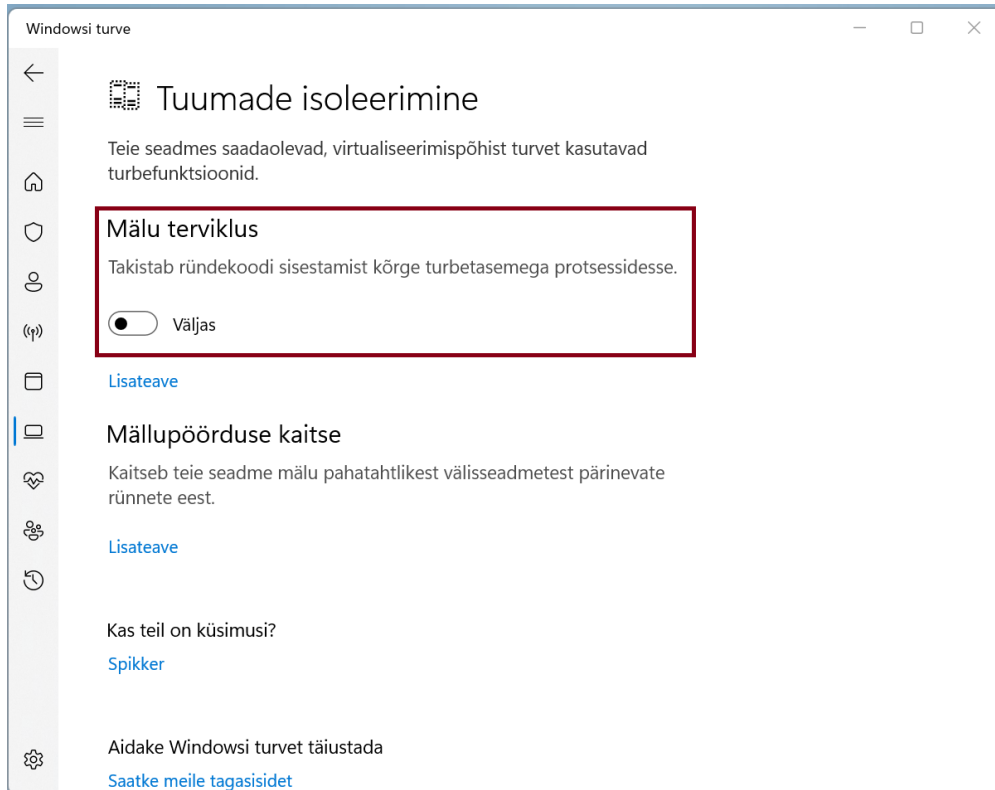 Windowsi turve
Tuumade isoleerimine
Teie seadmes saadaolevad, virtualiseerimispõhist turvet kasutavad
turbefunktsioonid.
Mälu terviklus
Takistab ründekoodi sisestamist kõrge turbetasemega protsessidesse.
Väljas
Lisateave
Mällupöörduse kaitse
Kaitseb teie seadme mälu pahatahtlikest välisseadmetest pärinevate
rünnete eest.
Lisateave
Kas teil on küsimusi?
Spikker
Aidake Windowsi turvet täiustada
Saatke meile tagasisidet